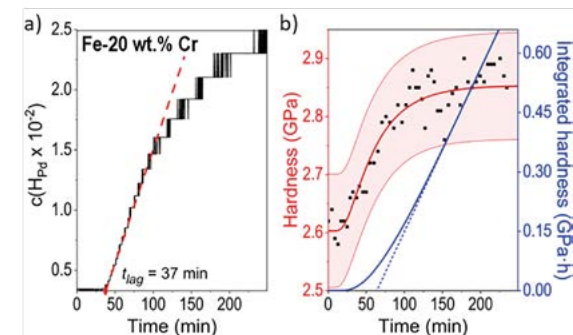 a)
Fe-20 wt.% Cr
2.5
2.0
1.5
1.0
0.5
c(H_Pd x 10^-2)
t_lag = 37 min
0 50 100 150 200
Time (min)
b)
2.9
2.8
2.7
2.6
2.5
Hardness (GPa)
0.60
0.45
0.30
0.15
0.00
Integrated hardness (GPa·h)
0 50 100 150 200
Time (min)